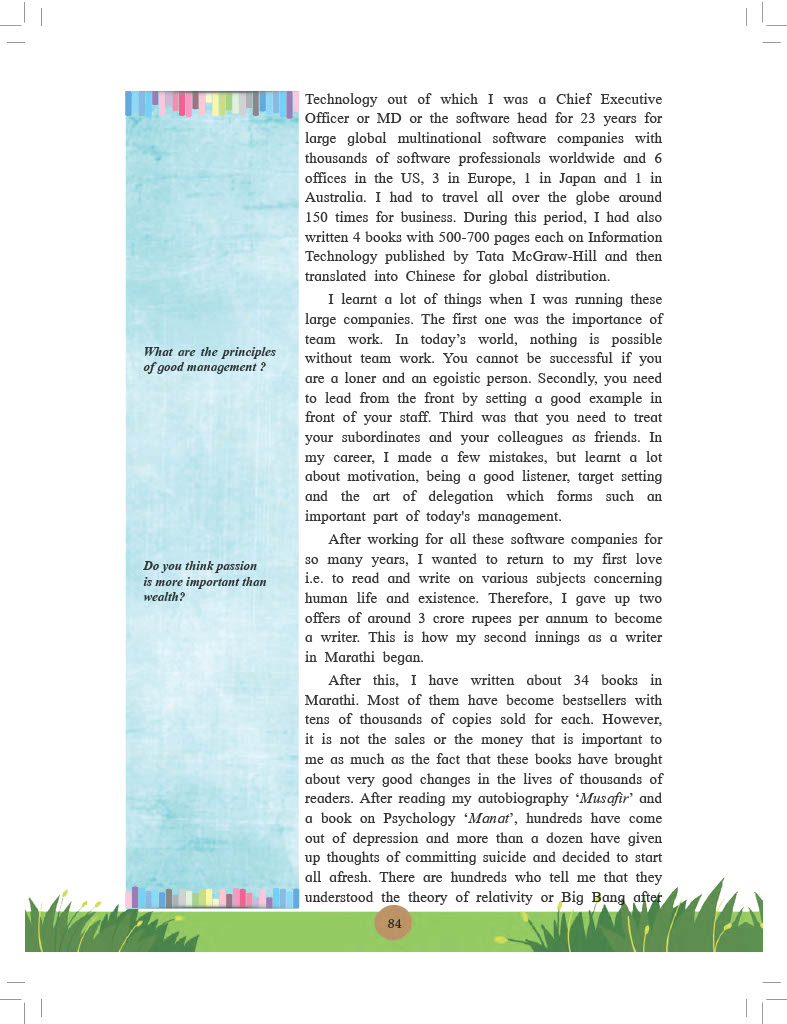 Technology out of which I was a Chief Executive
Officer or MD or the software head for 23 years for
large global multinational software companies with
thousands of software professionals worldwide and 6
offices in the US, 3 in Europe, 1 in Japan and 1 in
Australia. I had to travel all over the globe around
150 times for business. During this period, I had also
written 4 books with 500-700 pages each on Information
Technology published by Tata McGraw-Hill and then
translated into Chinese for global distribution.
I learnt a lot of things when I was running these
large companies. The first one was the importance of
team work. In today’s world, nothing is possible
without team work. You cannot be successful if you
are a loner and an egoistic person. Secondly, you need
to lead from the front by setting a good example in
front of your staff. Third was that you need to treat
your subordinates and your colleagues as friends. In
my career, I made a few mistakes, but learnt a lot
about motivation, being a good listener, target setting
and the art of delegation which forms such an
important part of today's management.
What are the principles
of good management ?
After working for all these software companies for
so many years, I wanted to return to my first love
i.e. to read and write on various subjects concerning
human life and existence. Therefore, I gave up two
offers of around 3 crore rupees per annum to become
a writer. This is how my second innings as a writer
in Marathi began.
Do you think passion
is more important than
wealth?
After this, I have written about 34 books in
Marathi. Most of them have become bestsellers with
tens of thousands of copies sold for each. However,
it is not the sales or the money that is important to
me as much as the fact that these books have brought
about very good changes in the lives of thousands of
readers. After reading my autobiography ‘Musafir’ and
a book on Psychology ‘Manat’, hundreds have come
out of depression and more than a dozen have given
up thoughts of committing suicide and decided to start
all afresh. There are hundreds who tell me that they
understood the theory of relativity or Big Bang after
84